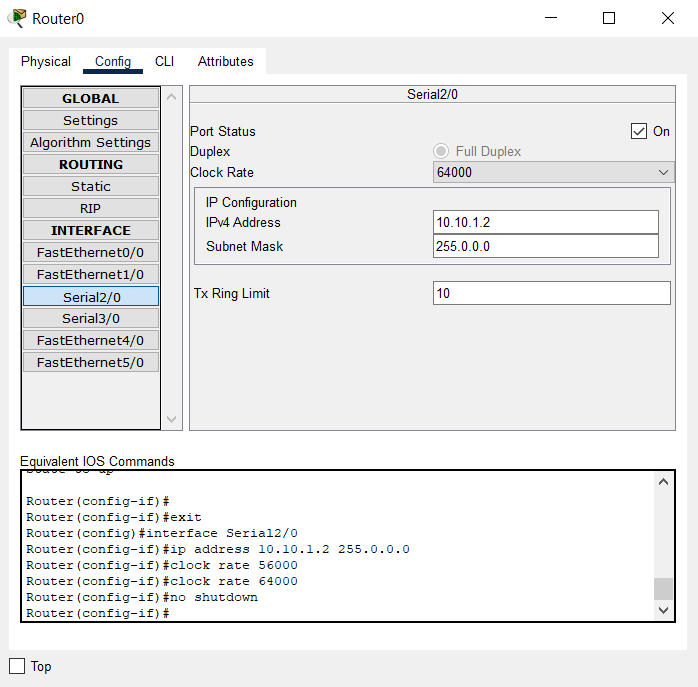 Router0
Physical Config CLI Attributes
GLOBAL
Settings
Algorithm Settings
ROUTING
Static
RIP
INTERFACE
FastEthernet0/0
FastEthernet1/0
Serial2/0
Serial3/0
FastEthernet4/0
FastEthernet5/0
Serial2/0
Port Status On
Duplex Full Duplex
Clock Rate 64000
IP Configuration
IPv4 Address 10.10.1.2
Subnet Mask 255.0.0.0
Tx Ring Limit 10
Equivalent IOS Commands
Router(config-if)#
Router(config-if)#exit
Router(config)#interface Serial2/0
Router(config-if)#ip address 10.10.1.2 255.0.0.0
Router(config-if)#clock rate 56000
Router(config-if)#clock rate 64000
Router(config-if)#no shutdown
Router(config-if)#
Top